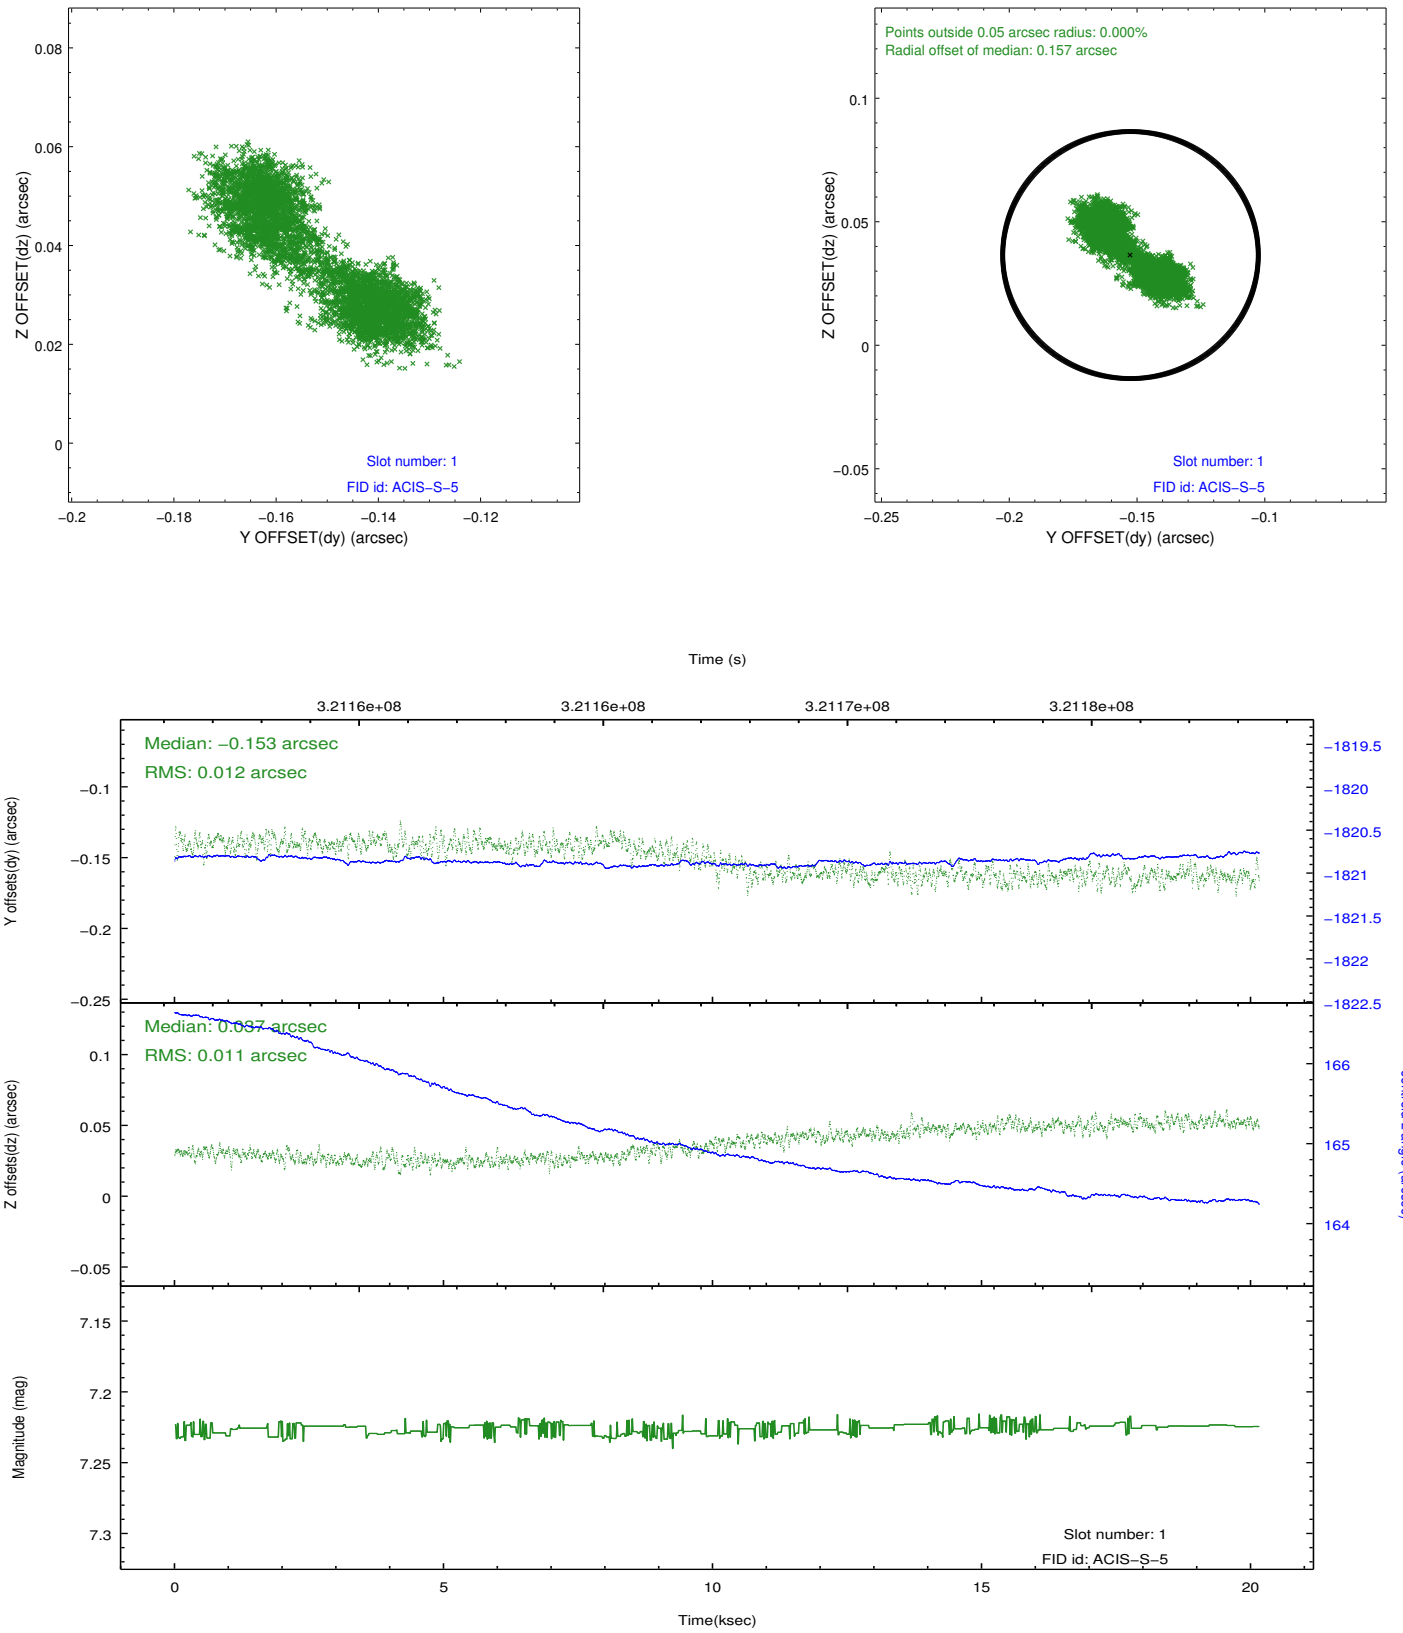 0.08
0.06
0.04
0.02
0
Z OFFSET(dz) (arcsec)
Slot number: 1
FID id: ACIS−S−5
−0.2 −0.18 −0.16 −0.14 −0.12
Y OFFSET(dy) (arcsec)
Points outside 0.05 arcsec radius: 0.000%
Radial offset of median: 0.157 arcsec
0.1
0.05
0
−0.05
Z OFFSET(dz) (arcsec)
Slot number: 1
FID id: ACIS−S−5
−0.25 −0.2 −0.15 −0.1
Y OFFSET(dy) (arcsec)
Time (s)
3.2116e+08 3.2116e+08 3.2117e+08 3.2118e+08
Median: −0.153 arcsec
RMS: 0.012 arcsec
−0.1
−0.15
−0.2
−0.25
Y offsets(dy) (arcsec)
−1819.5
−1820
−1820.5
−1821
−1821.5
−1822
−1822.5
Median: 0.037 arcsec
RMS: 0.011 arcsec
0.1
0.05
0
−0.05
Z offsets(dz) (arcsec)
166
165
164
7.15
7.2
7.25
7.3
Magnitude (mag)
Slot number: 1
FID id: ACIS−S−5
0 5 10 15 20
Time(ksec)